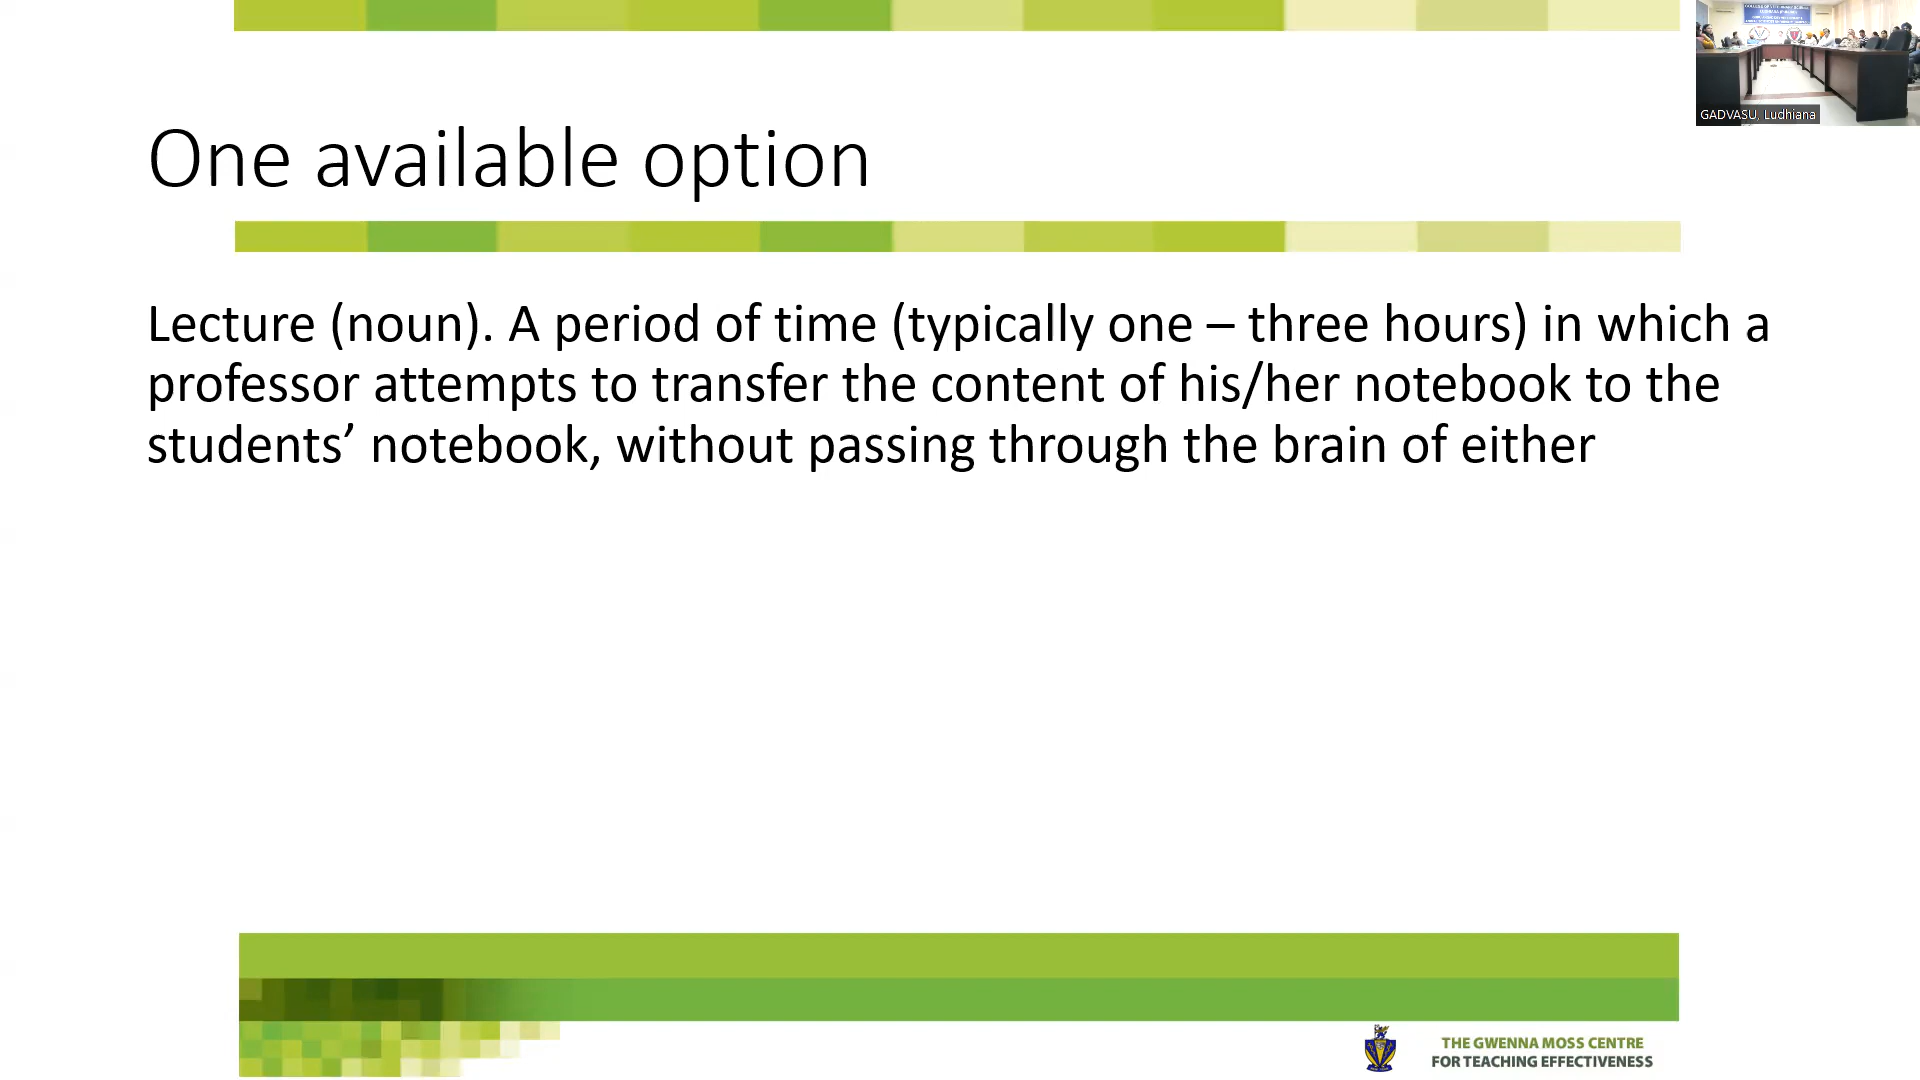 One available option
Lecture (noun). A period of time (typically one – three hours) in which a
professor attempts to transfer the content of his/her notebook to the
students’ notebook, without passing through the brain of either
GADVASU, Ludhiana
THE GWENNA MOSS CENTRE
FOR TEACHING EFFECTIVENESS